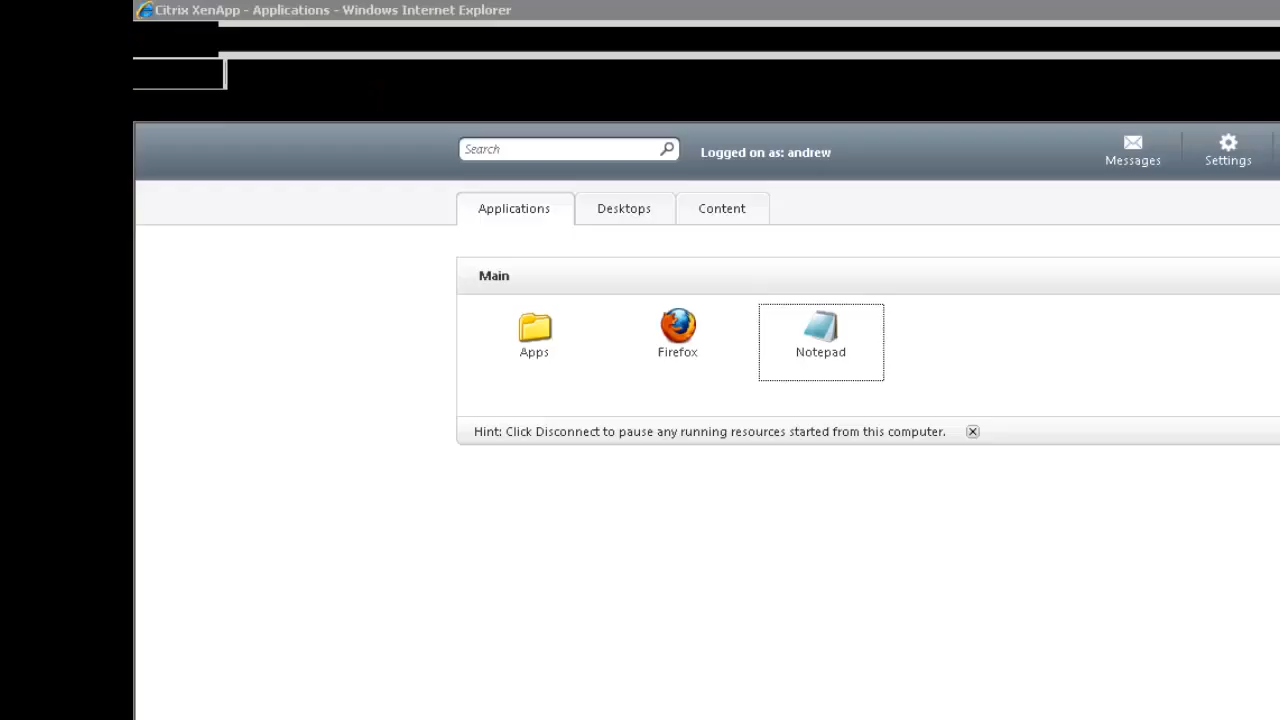 Citrix XenApp - Applications - Windows Internet Explorer
Search
Logged on as: andrew
Messages
Settings
Applications
Desktops
Content
Main
Apps
Firefox
Notepad
Hint: Click Disconnect to pause any running resources started from this computer.